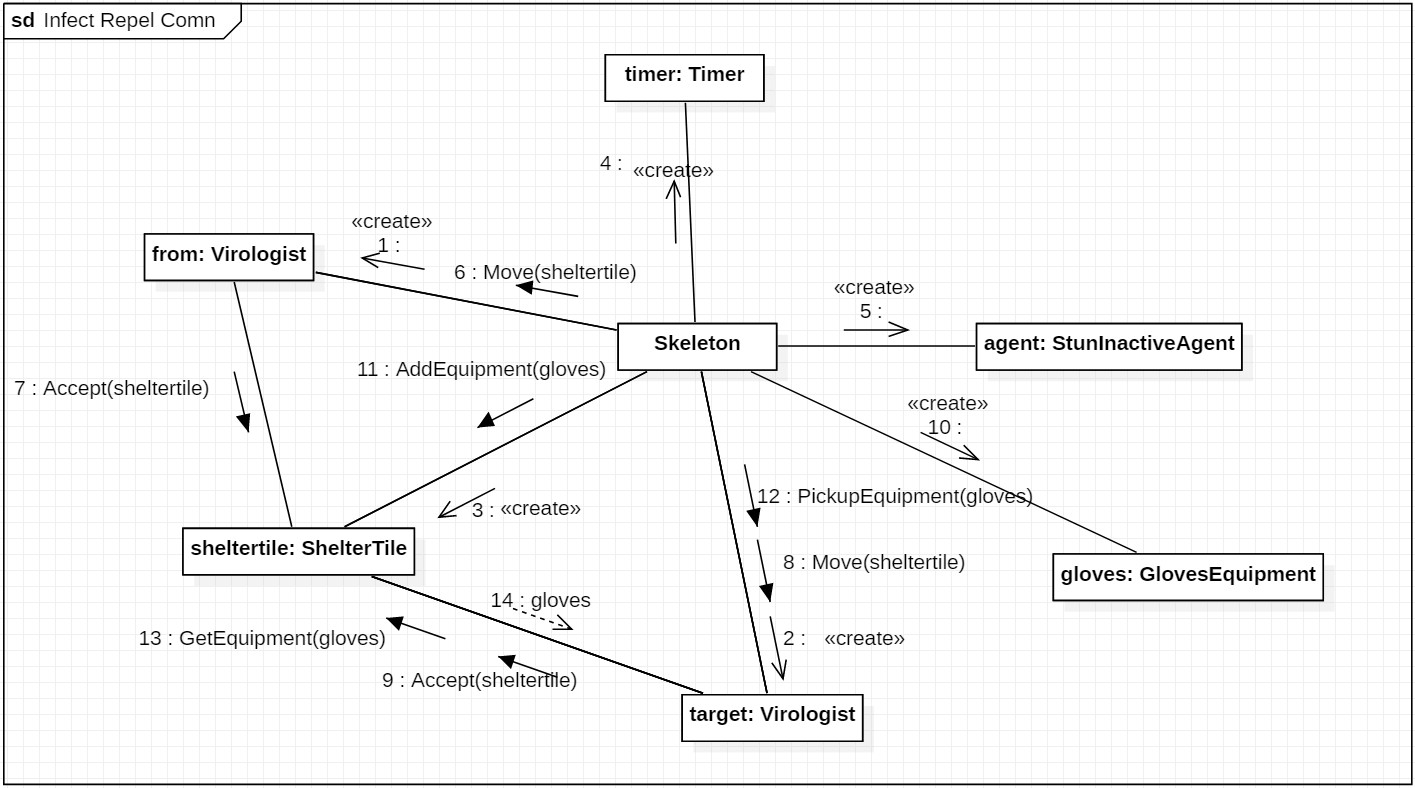 sd Infect Repel Comn
timer: Timer
4 : «create»
«create»
1 :
from: Virologist
6 : Move(sheltertile)
«create»
5 :
Skeleton
agent: StunInactiveAgent
11 : AddEquipment(gloves)
7 : Accept(sheltertile)
«create»
10 :
12 : PickupEquipment(gloves)
3 : «create»
sheltertile: ShelterTile
8 : Move(sheltertile)
gloves: GlovesEquipment
14 : gloves
13 : GetEquipment(gloves)
2 : «create»
9 : Accept(sheltertile)
target: Virologist